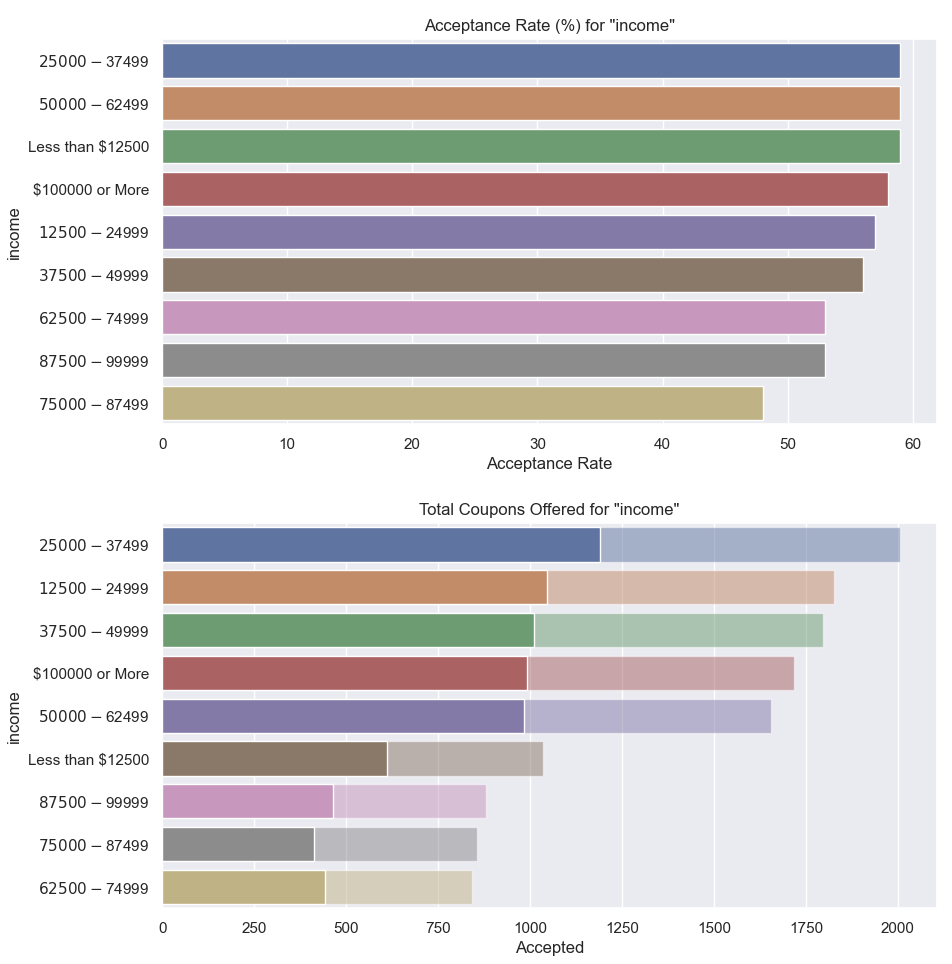 Acceptance Rate (%) for "income"
income
25000 − 37499
50000 − 62499
Less than $12500
$100000 or More
12500 − 24999
37500 − 49999
62500 − 74999
87500 − 99999
75000 − 87499
0 10 20 30 40 50 60
Acceptance Rate
Total Coupons Offered for "income"
income
25000 − 37499
12500 − 24999
37500 − 49999
$100000 or More
50000 − 62499
Less than $12500
87500 − 99999
75000 − 87499
62500 − 74999
0 250 500 750 1000 1250 1500 1750 2000
Accepted